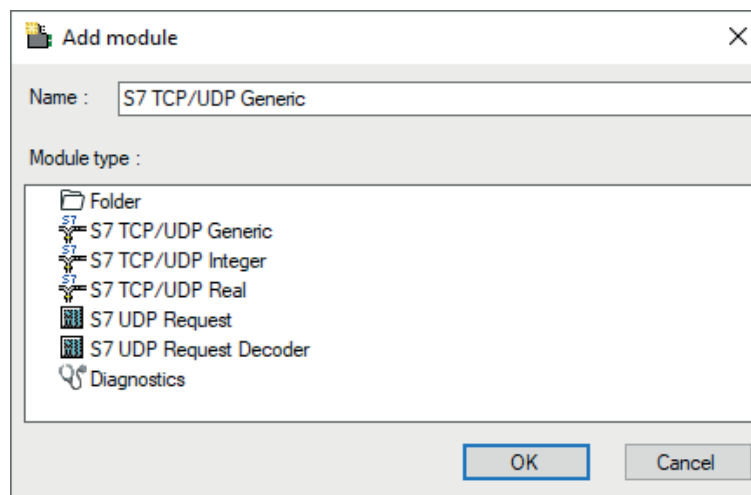 Add module
Name : S7 TCP/UDP Generic
Module type :
Folder
S7 TCP/UDP Generic
S7 TCP/UDP Integer
S7 TCP/UDP Real
S7 UDP Request
S7 UDP Request Decoder
Diagnostics
OK Cancel